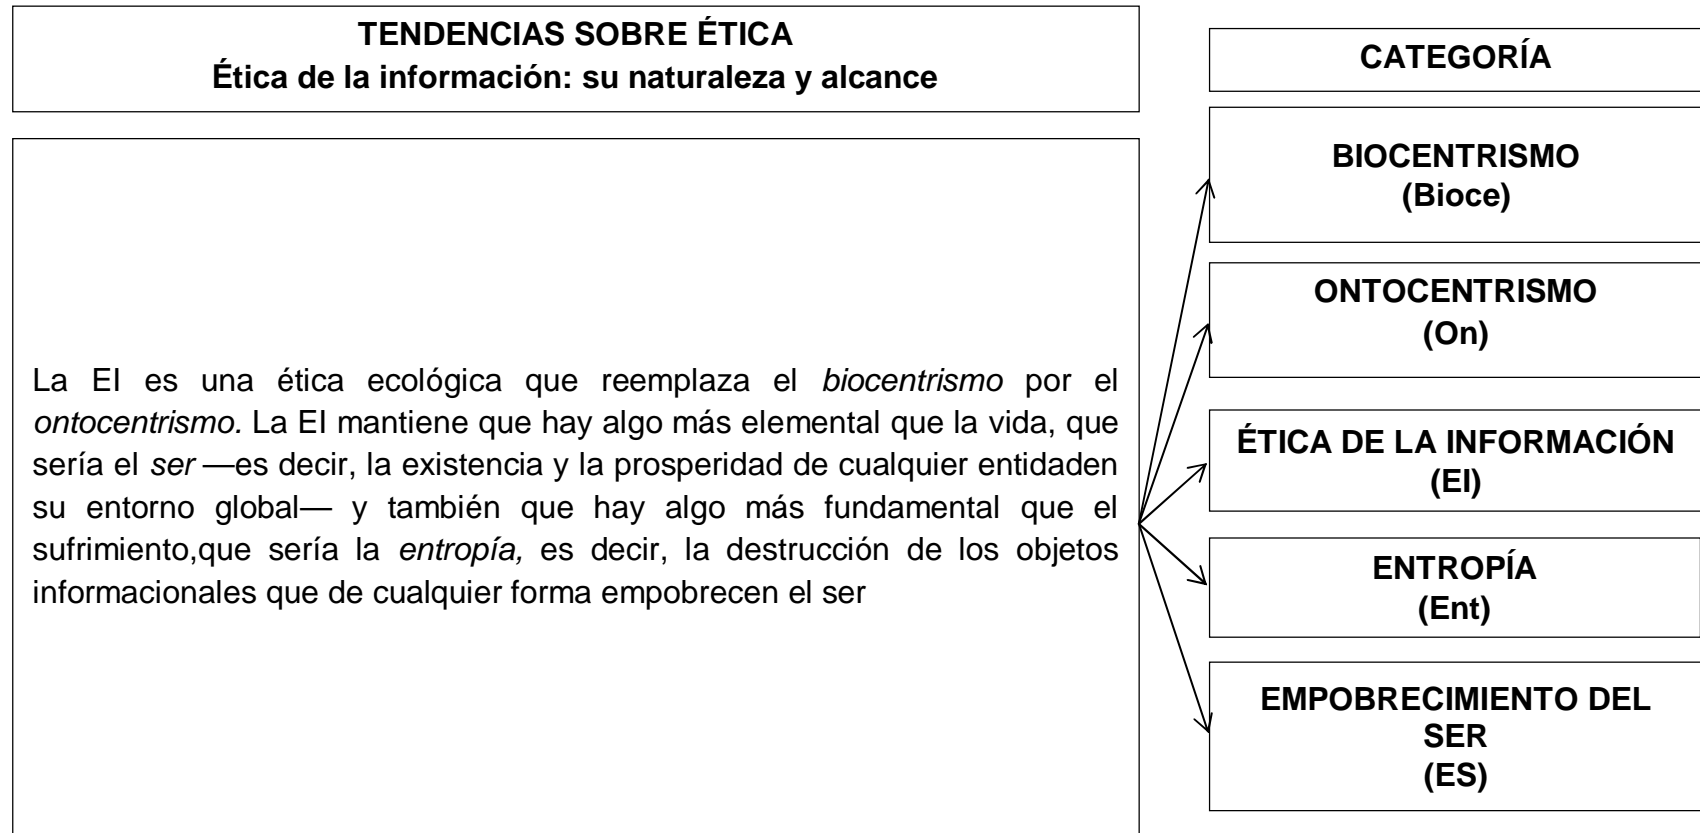 TENDENCIAS SOBRE ÉTICA
Ética de la información: su naturaleza y alcance
CATEGORÍA
La EI es una ética ecológica que reemplaza el biocentrismo por el
ontocentrismo. La EI mantiene que hay algo más elemental que la vida, que
sería el ser —es decir, la existencia y la prosperidad de cualquier entidaden
su entorno global— y también que hay algo más fundamental que el
sufrimiento,que sería la entropía, es decir, la destrucción de los objetos
informacionales que de cualquier forma empobrecen el ser
BIOCENTRISMO
(Bioce)
ONTOCENTRISMO
(On)
ÉTICA DE LA INFORMACIÓN
(EI)
ENTROPÍA
(Ent)
EMPOBRECIMIENTO DEL
SER
(ES)